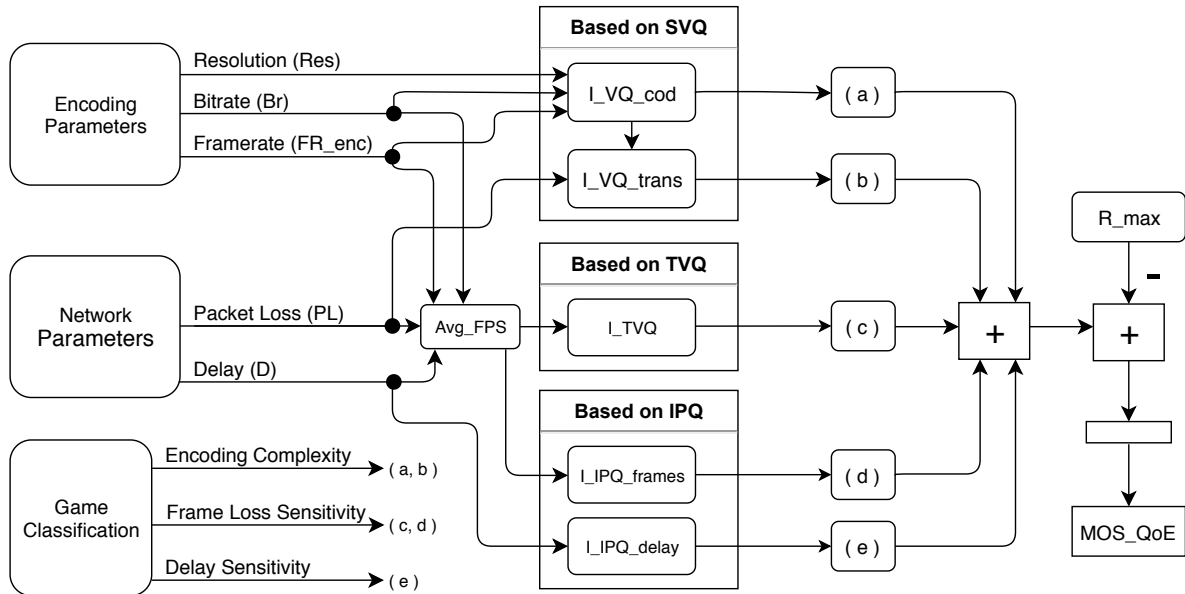 Based on SVQ
Resolution (Res)
Encoding
Parameters
Bitrate (Br)
I_VQ_cod
( a )
Framerate (FR_enc)
I_VQ_trans
( b )
R_max
-
Based on TVQ
Network
Parameters
Packet Loss (PL)
Avg_FPS
I_TVQ
( c )
+
+
Delay (D)
Based on IPQ
Game
Classification
Encoding Complexity
( a, b )
I_IPQ_frames
( d )
Frame Loss Sensitivity
( c, d )
I_IPQ_delay
( e )
MOS_QoE
Delay Sensitivity
( e )